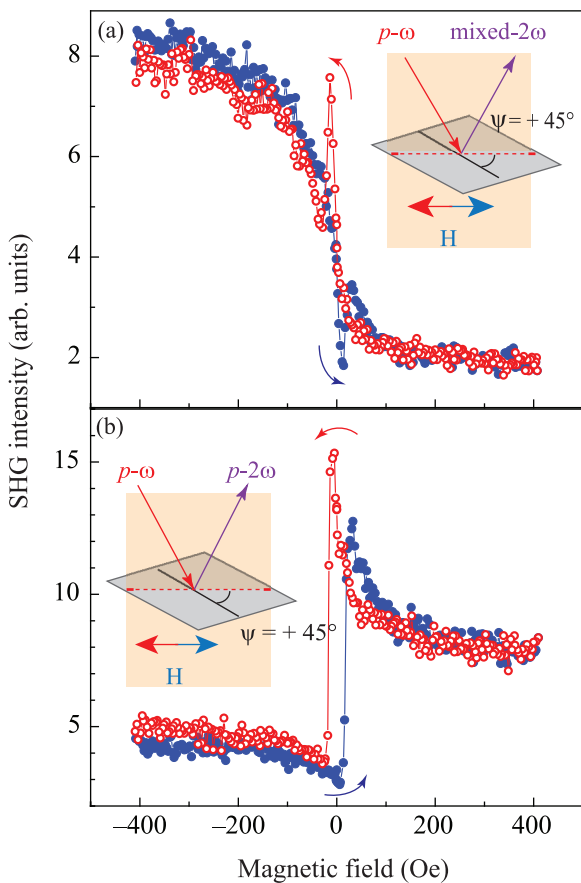 (a)
p-ω
mixed-2ω
ψ = + 45°
H
8
6
4
2
SHG intensity (arb. units)
(b)
p-ω
p-2ω
ψ = + 45°
H
15
10
5
−400
−200
0
200
400
Magnetic field (Oe)